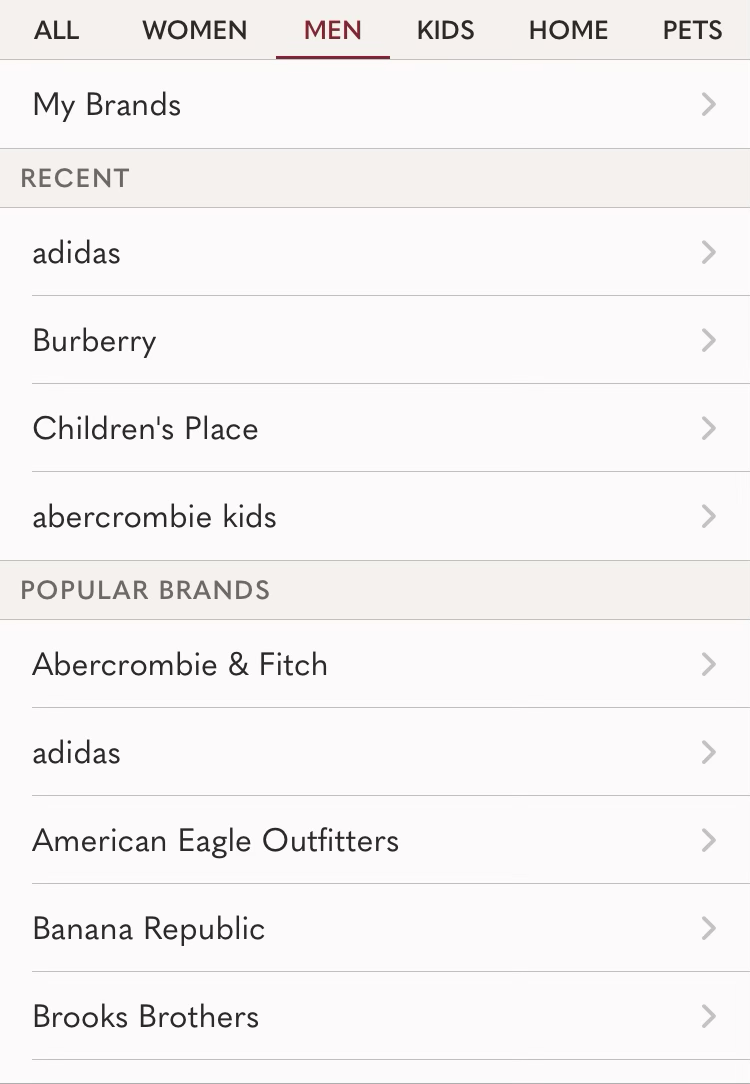 ALL WOMEN MEN KIDS HOME PETS
My Brands
RECENT
adidas
Burberry
Children's Place
abercrombie kids
POPULAR BRANDS
Abercrombie & Fitch
adidas
American Eagle Outfitters
Banana Republic
Brooks Brothers